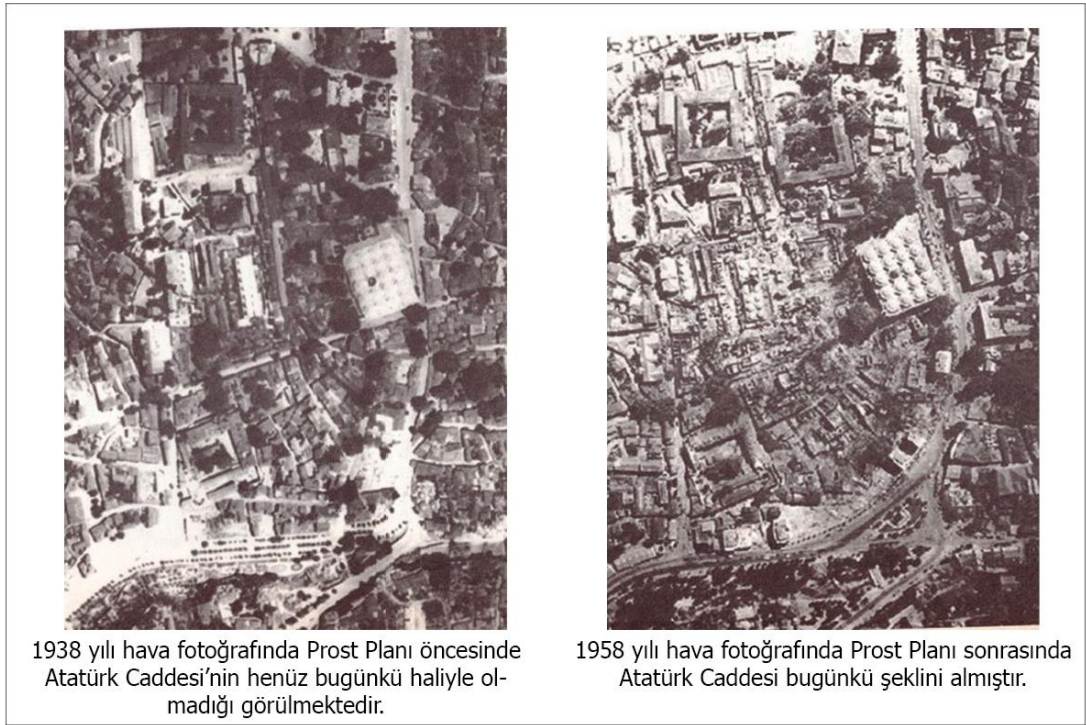 1938 yılı hava fotoğrafında Prost Planı öncesinde
Atatürk Caddesi’nin henüz bugünkü haliyle ol-
madığı görülmektedir.
1958 yılı hava fotoğrafında Prost Planı sonrasında
Atatürk Caddesi bugünkü şeklini almıştır.